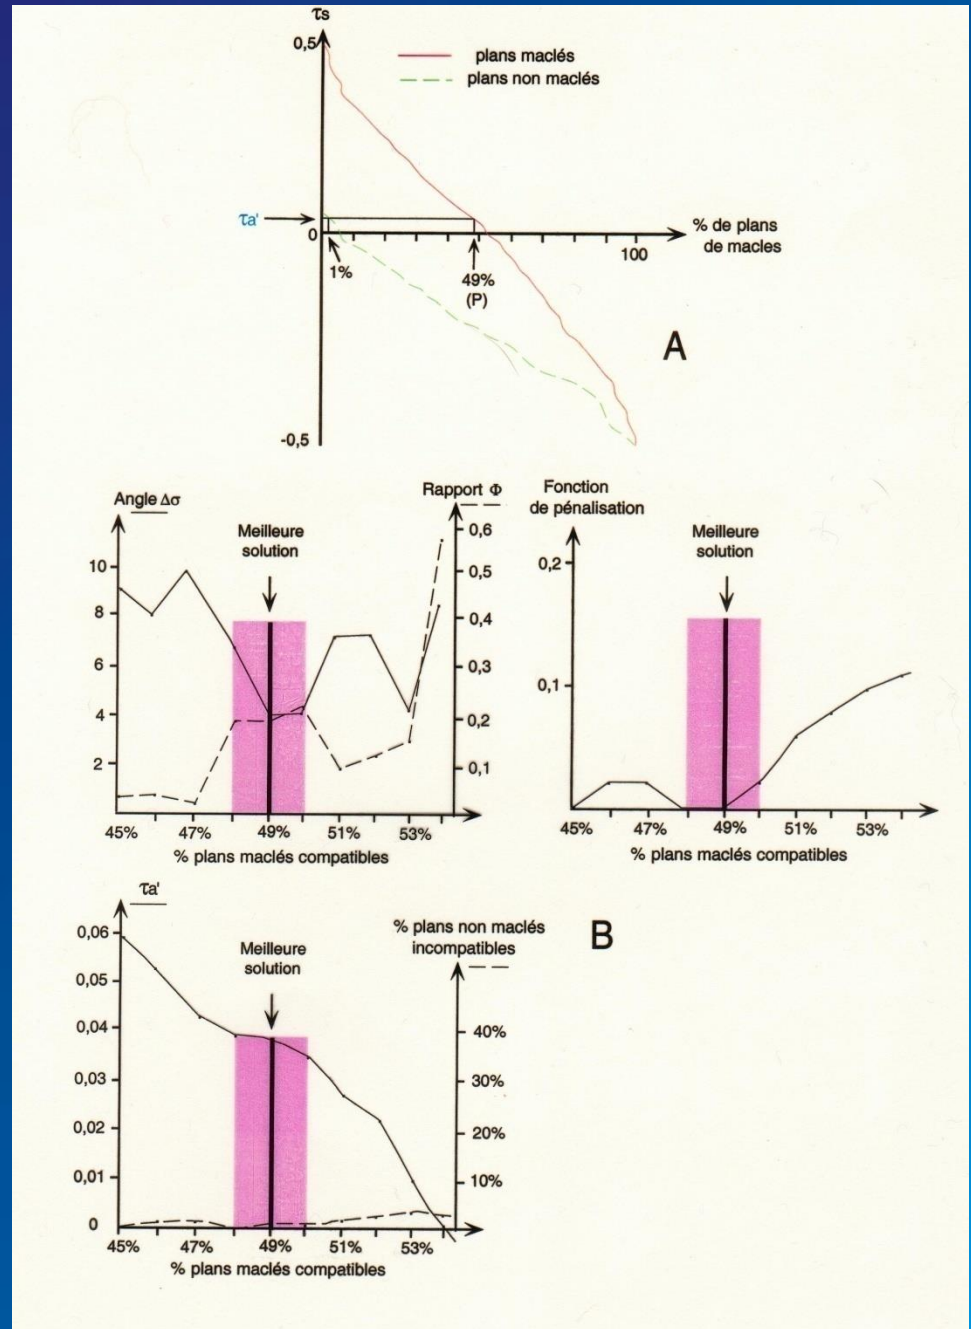 τs
0,5
plans maclés
plans non maclés
τa'
0
% de plans
de macles
100
1%
49%
(P)
A
-0,5
Angle Δσ
Rapport Φ
Meilleure
solution
10
8
6
4
2
0,6
0,5
0,4
0,3
0,2
0,1
45%
47%
49%
51%
53%
% plans maclés compatibles
Fonction
de pénalisation
Meilleure
solution
0,2
0,1
45%
47%
49%
51%
53%
% plans maclés compatibles
τa'
% plans non maclés
incompatibles
B
Meilleure
solution
0,06
0,05
0,04
0,03
0,02
0,01
0
40%
30%
20%
10%
45%
47%
49%
51%
53%
% plans maclés compatibles